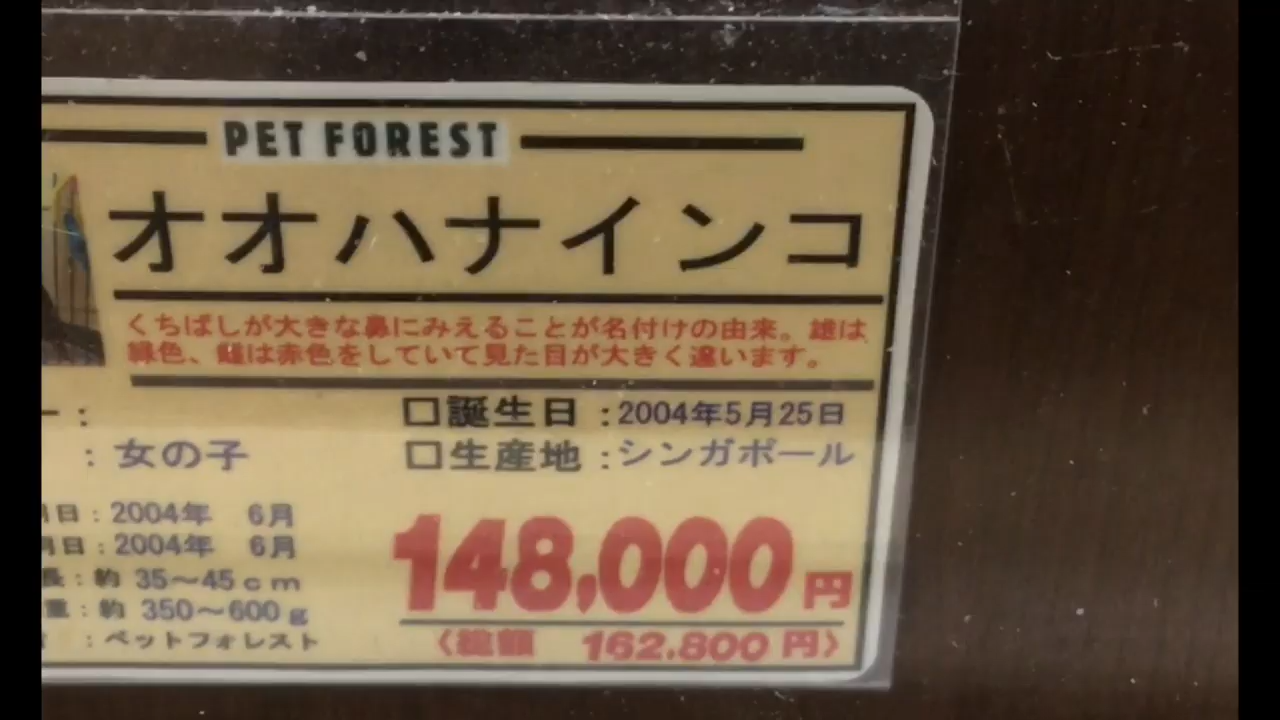 PET FOREST
オオハナインコ
くちばしが大きな鼻にみえることが名付けの由来。雄は
緑色、雌は赤色をしていて見た目が大きく違います。
ー：
□誕生日：2004年5月25日
：女の子
□生産地：シンガポール
月日：2004年 6月
月日：2004年 6月
長：約 35～45cm
重：約 350～600g
：ペットフォレスト
148,000円
〈総額 162,800円〉